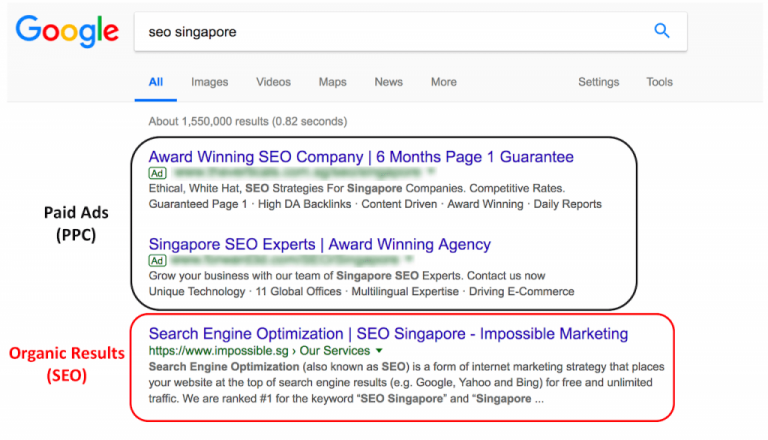 Google
seo singapore
All Images Videos Maps News More Settings Tools
About 1,550,000 results (0.82 seconds)
Paid Ads
(PPC)
Award Winning SEO Company | 6 Months Page 1 Guarantee
Ad
Ethical, White Hat, SEO Strategies For Singapore Companies. Competitive Rates.
Guaranteed Page 1 · High DA Backlinks · Content Driven · Award Winning · Daily Reports
Singapore SEO Experts | Award Winning Agency
Ad
Grow your business with our team of Singapore SEO Experts. Contact us now
Unique Technology · 11 Global Offices · Multilingual Expertise · Driving E-Commerce
Organic Results
(SEO)
Search Engine Optimization | SEO Singapore - Impossible Marketing
https://www.impossible.sg › Our Services
Search Engine Optimization (also known as SEO) is a form of internet marketing strategy that places
your website at the top of search engine results (e.g. Google, Yahoo and Bing) for free and unlimited
traffic. We are ranked #1 for the keyword "SEO Singapore" and "Singapore ...